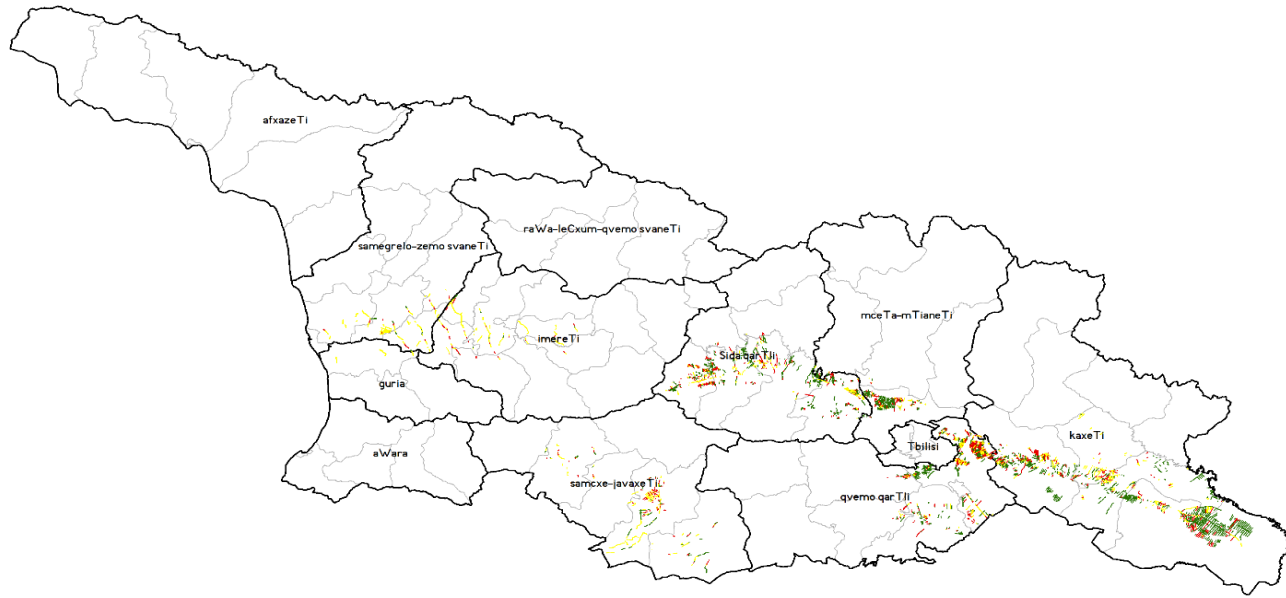 afxazeTi
raWa-leCxum-qvemo svaneTi
samegrelo-zemo svaneTi
mceTa-mTianeTi
imereTi
Sida qarTli
guria
kaxeTi
Tbilisi
aWara
samcxe-javaxeTi
qvemo qarTli